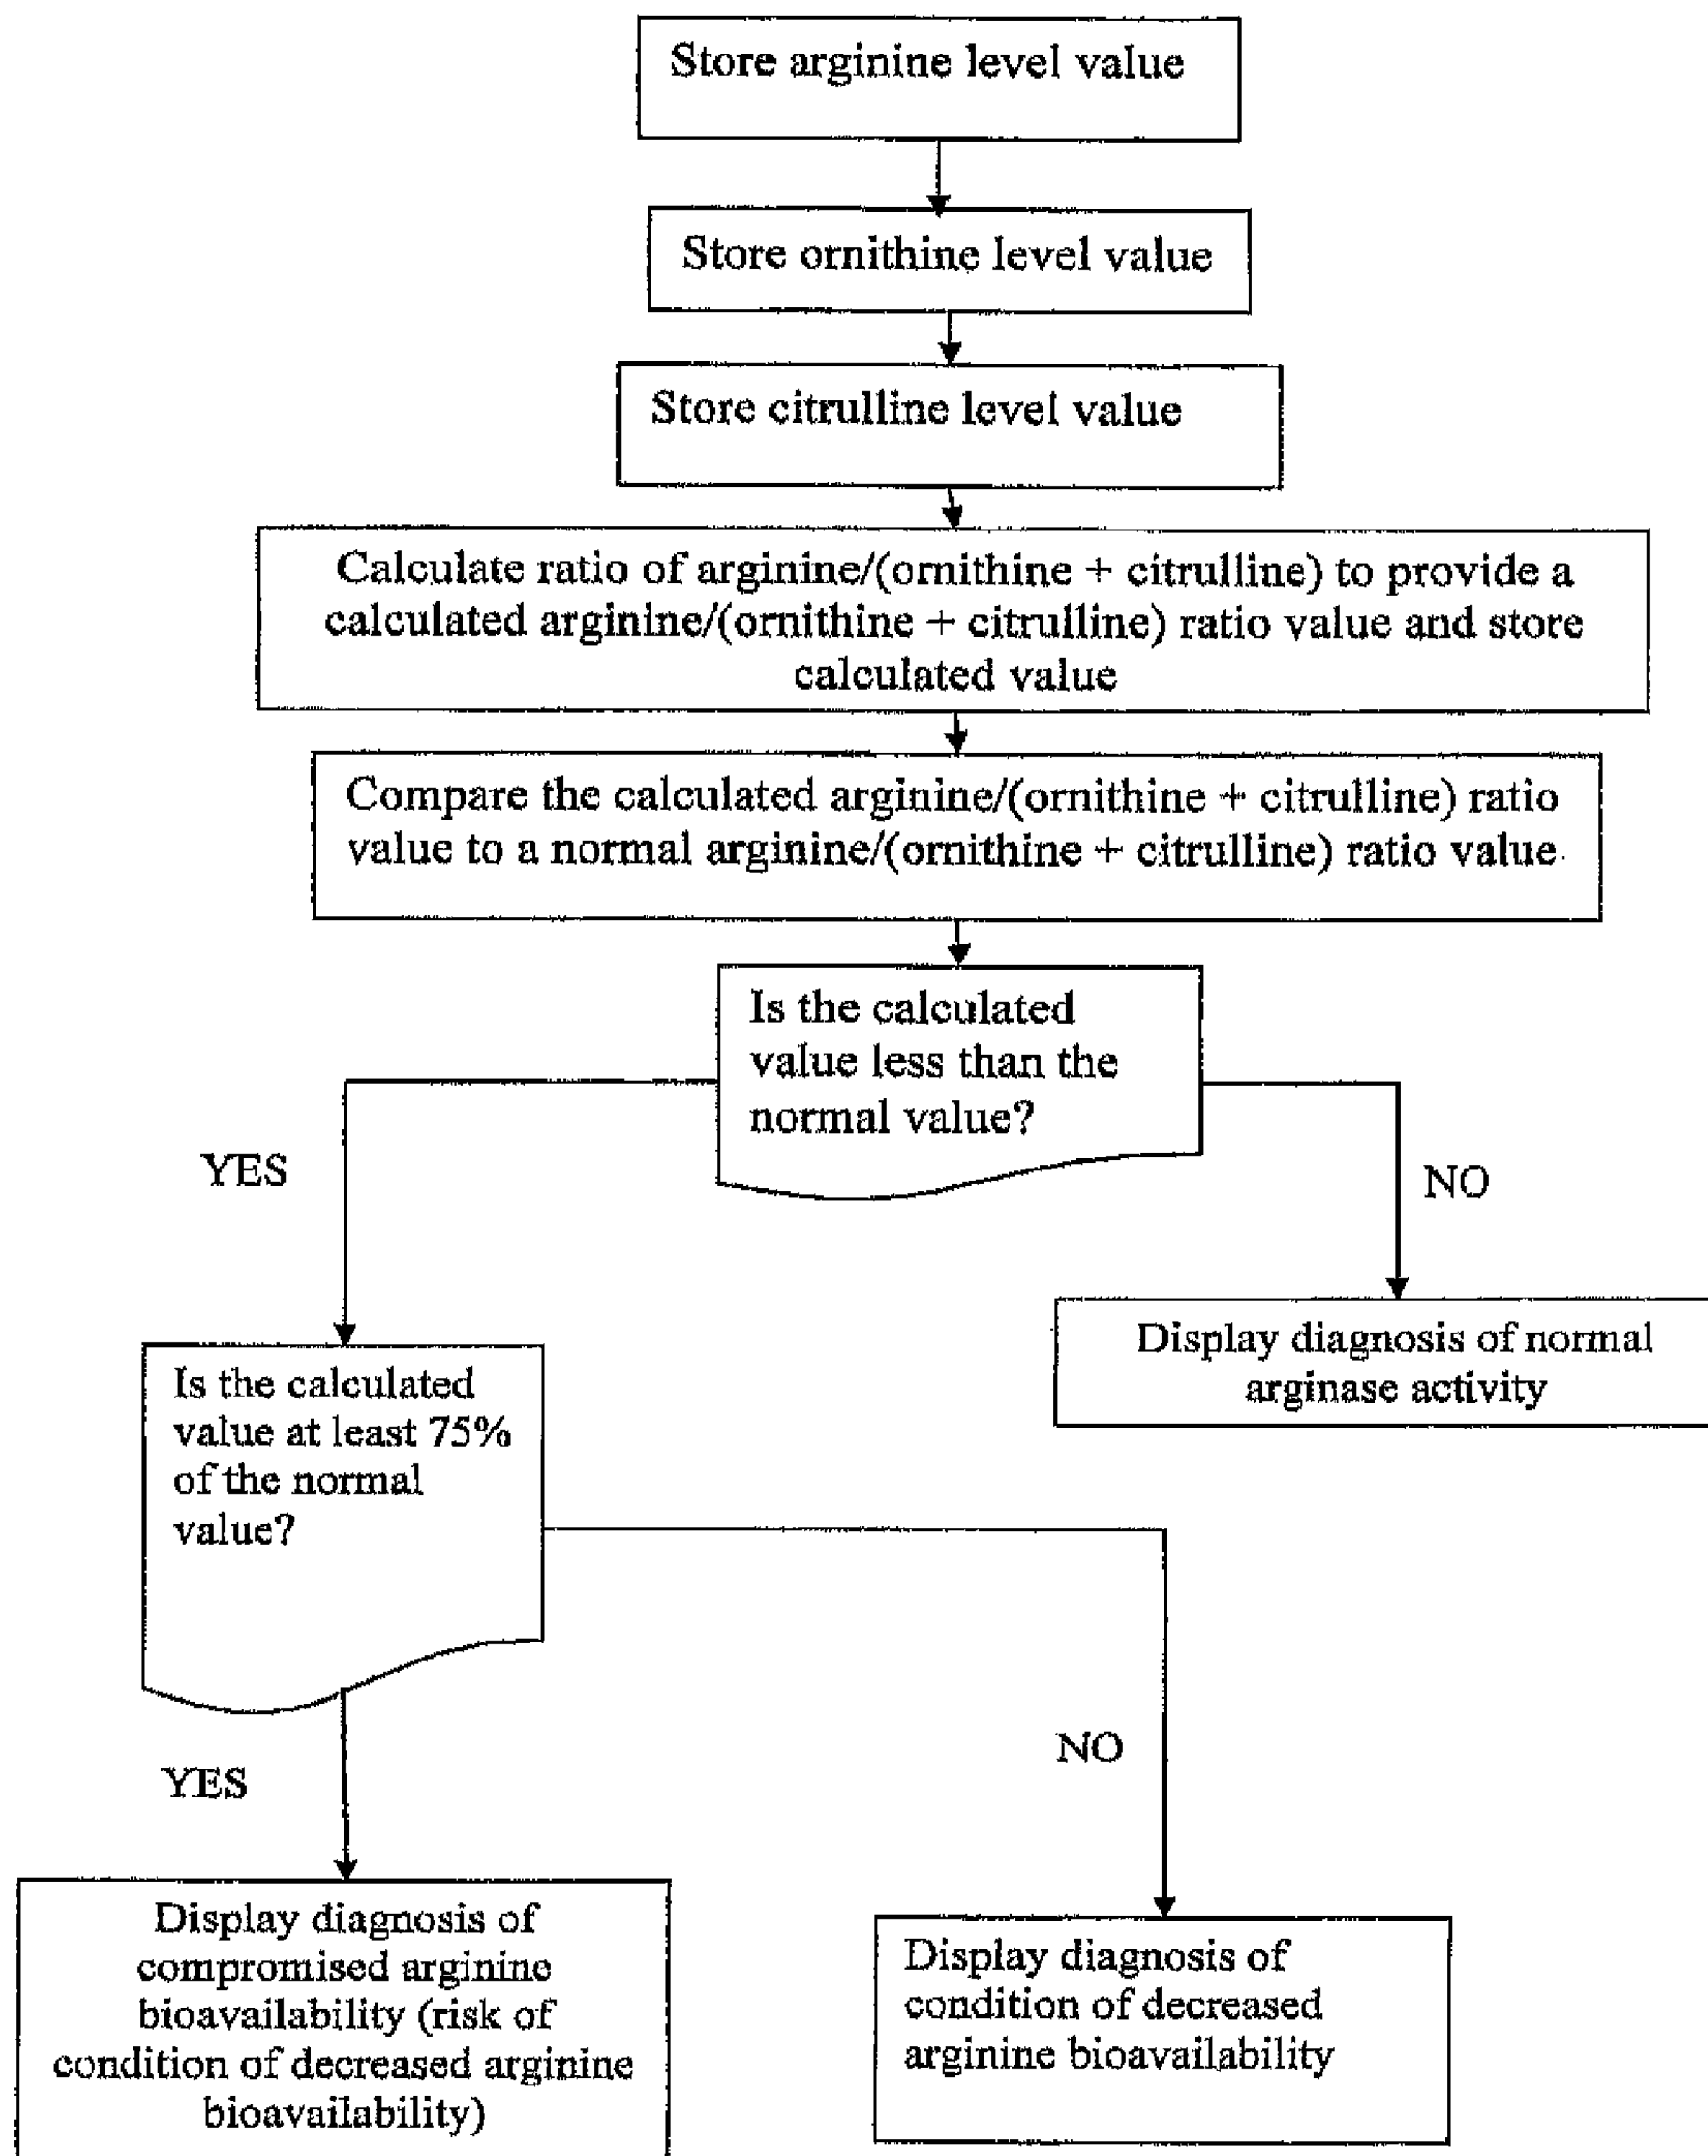 Store arginine level value
Store ornithine level value
Store citrulline level value
Calculate ratio of arginine/(ornithine + citrulline) to provide a
calculated arginine/(ornithine + citrulline) ratio value and store
calculated value
Compare the calculated arginine/(ornithine + citrulline) ratio
value to a normal arginine/(ornithine + citrulline) ratio value
Is the calculated
value less than the
normal value?
YES
NO
Display diagnosis of normal
arginase activity
Is the calculated
value at least 75%
of the normal
value?
YES
NO
Display diagnosis of
compromised arginine
bioavailability (risk of
condition of decreased arginine
bioavailability)
Display diagnosis of
condition of decreased
arginine bioavailability